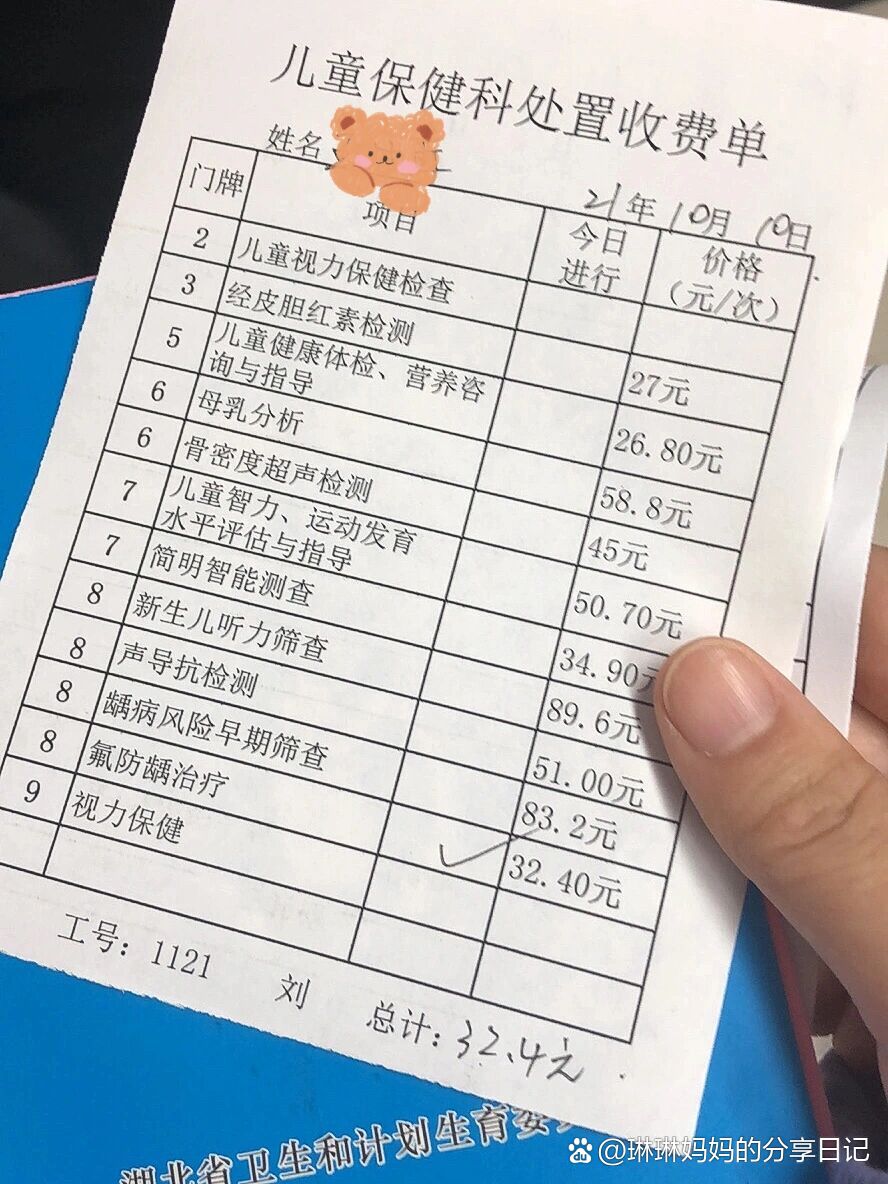 儿童保健科处置收费单
姓名
21年10月10日
门牌 项目 今日进行 价格(元/次)
2 儿童视力保健检查
3 经皮胆红素检测 27元
5 儿童健康体检、营养咨
询与指导 26.80元
6 母乳分析 58.8元
6 骨密度超声检测 45元
7 儿童智力、运动发育
水平评估与指导 50.70元
7 简明智能测查 34.90元
8 新生儿听力筛查 89.6元
8 声导抗检测 51.00元
8 龋病风险早期筛查 83.2元
8 氟防龋治疗 ✓ 32.40元
9 视力保健
工号: 1121 刘 总计: 32.4元
湖北省卫生和计划生育委
Bai du @琳琳妈妈的分享日记